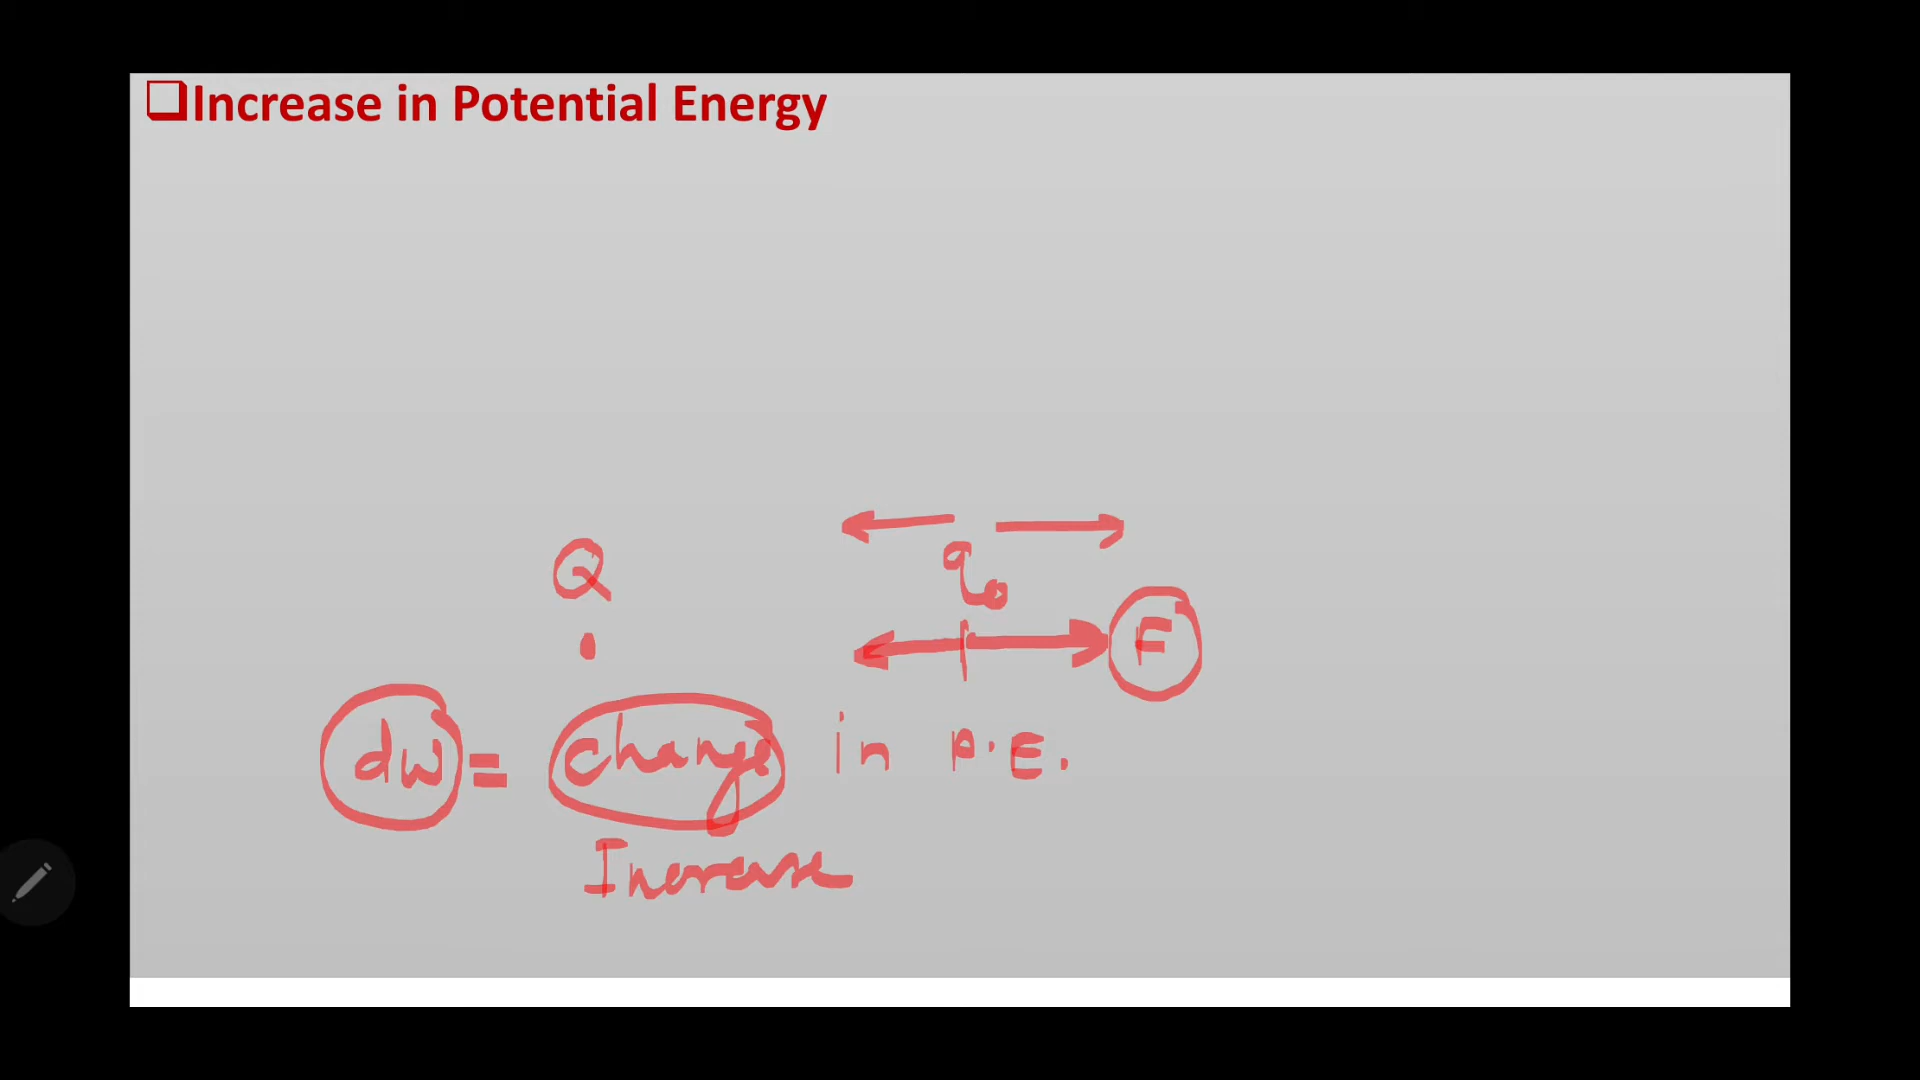 Increase in Potential Energy
Q q₀
F
dw = change in P.E.
Increase